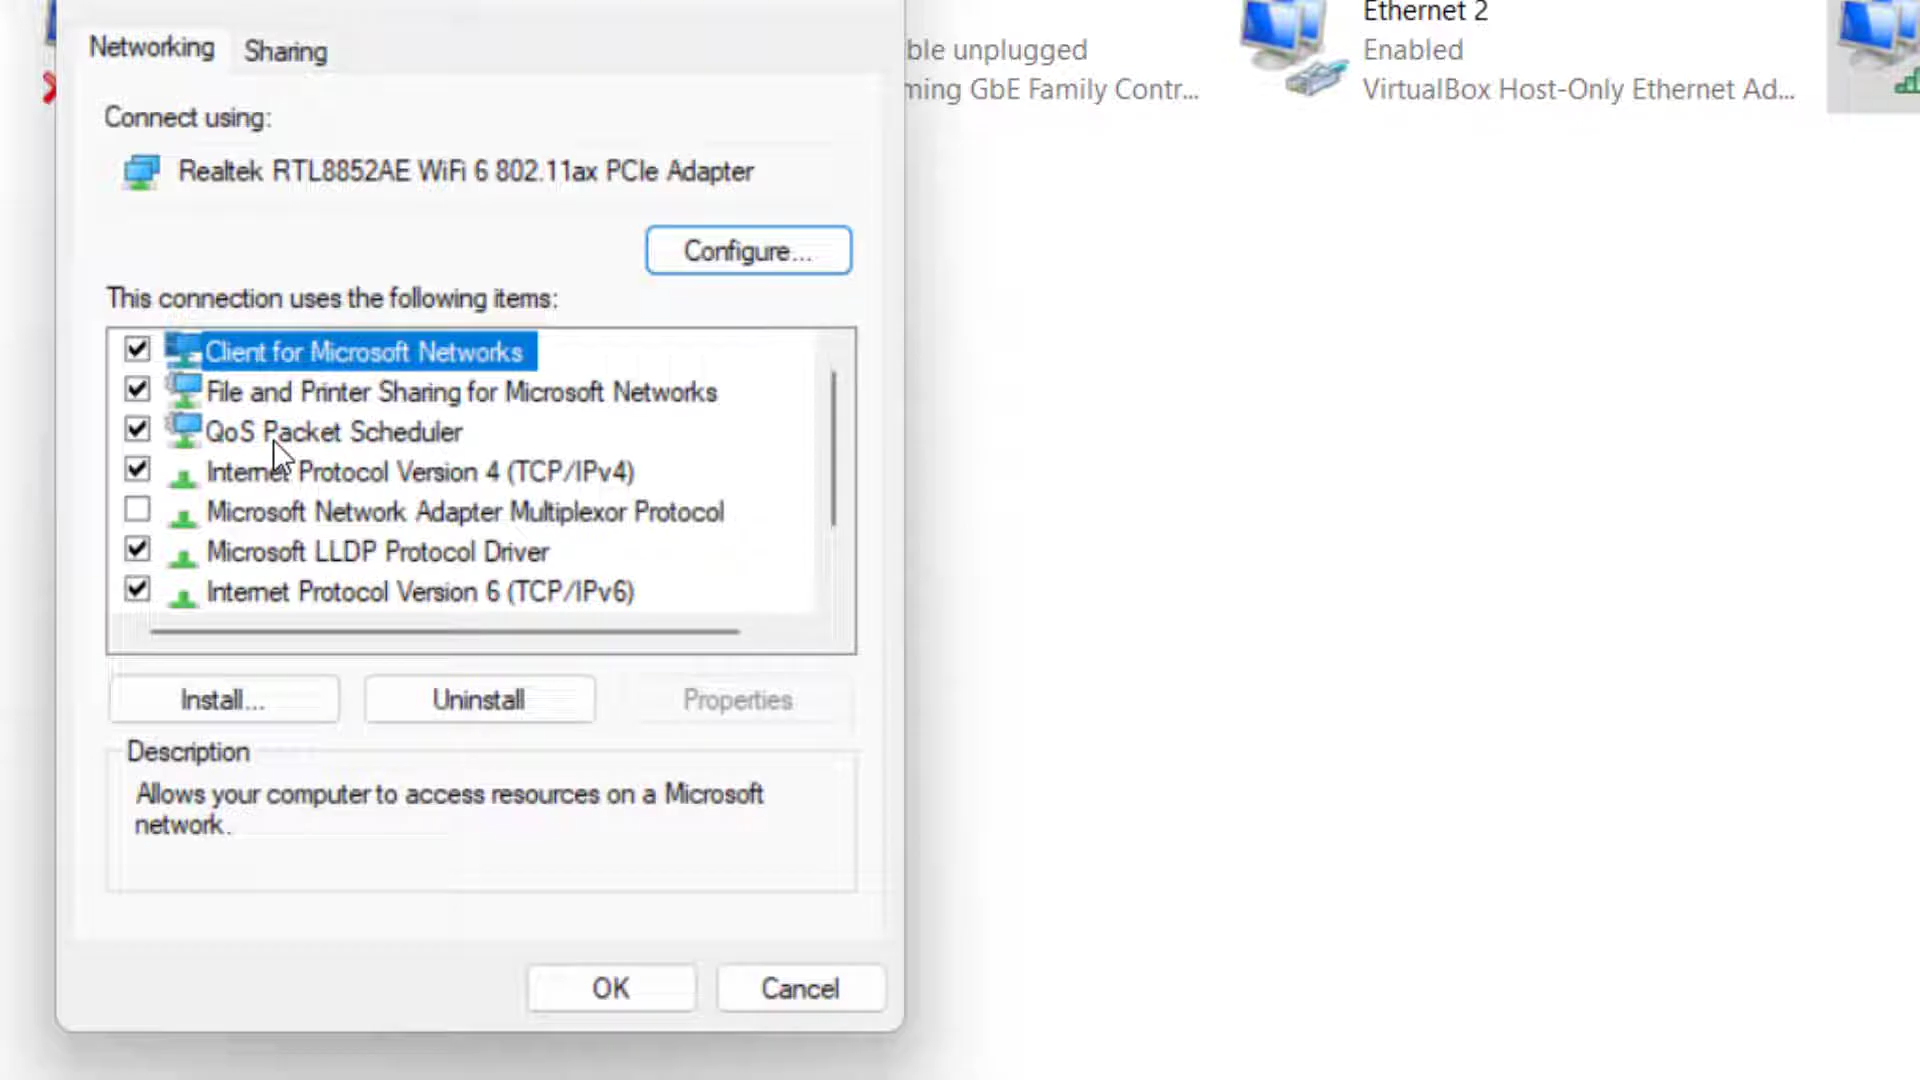 Networking
Sharing
Connect using:
Realtek RTL8852AE WiFi 6 802.11ax PCIe Adapter
Configure...
This connection uses the following items:
Client for Microsoft Networks
File and Printer Sharing for Microsoft Networks
QoS Packet Scheduler
Internet Protocol Version 4 (TCP/IPv4)
Microsoft Network Adapter Multiplexor Protocol
Microsoft LLDP Protocol Driver
Internet Protocol Version 6 (TCP/IPv6)
Install...
Uninstall
Properties
Description
Allows your computer to access resources on a Microsoft
network.
OK
Cancel
ble unplugged
ming GbE Family Contr...
Ethernet 2
Enabled
VirtualBox Host-Only Ethernet Ad...